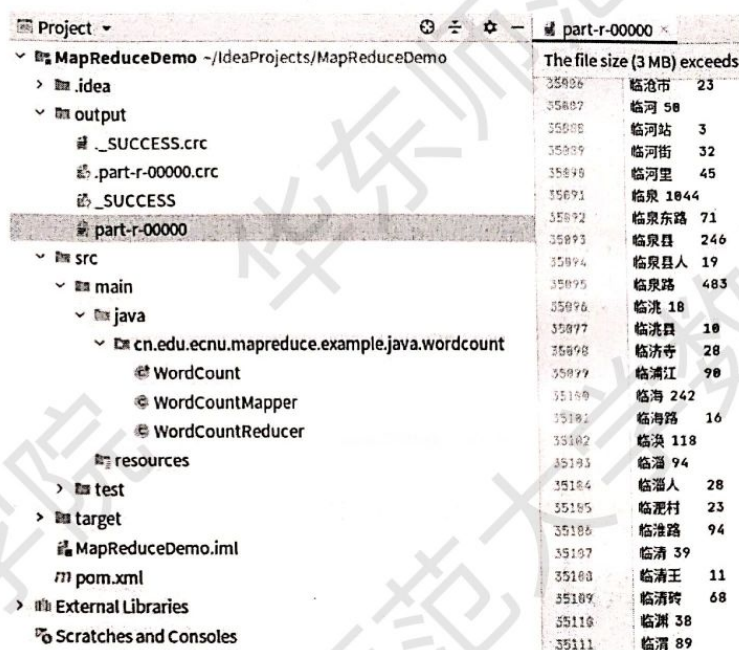 Project
MapReduceDemo ~/IdeaProjects/MapReduceDemo
.idea
output
._SUCCESS.crc
.part-r-00000.crc
_SUCCESS
part-r-00000
src
main
java
cn.edu.ecnu.mapreduce.example.java.wordcount
WordCount
WordCountMapper
WordCountReducer
resources
test
target
MapReduceDemo.iml
pom.xml
External Libraries
Scratches and Consoles
part-r-00000
The file size (3 MB) exceeds
临沧市 23
临河 50
临河站 3
临河街 32
临河里 45
临泉 1044
临泉东路 71
临泉县 246
临泉县人 19
临泉路 483
临洮 18
临洮县 10
临济寺 28
临浦江 90
临海 242
临海路 16
临涣 118
临淄 94
临淄人 28
临淝村 23
临淮路 94
临清 39
临清王 11
临清砖 68
临渊 38
35111 临渭 89